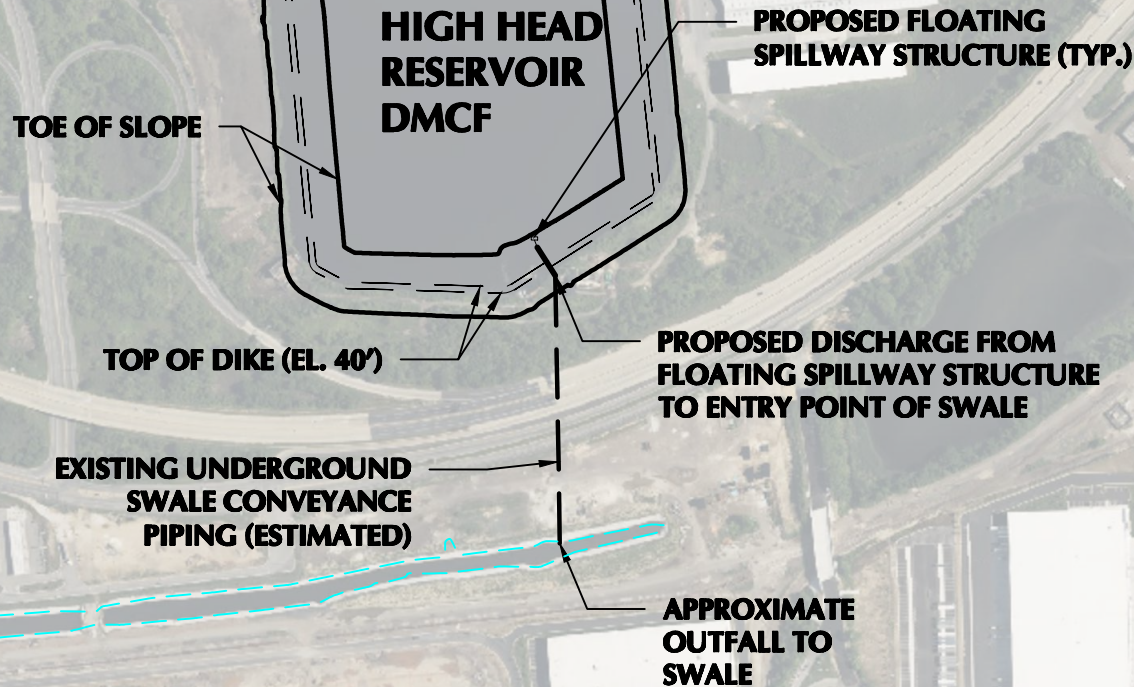 HIGH HEAD
RESERVOIR
DMCF
PROPOSED FLOATING
SPILLWAY STRUCTURE (TYP.)
TOE OF SLOPE
TOP OF DIKE (EL. 40')
PROPOSED DISCHARGE FROM
FLOATING SPILLWAY STRUCTURE
TO ENTRY POINT OF SWALE
EXISTING UNDERGROUND
SWALE CONVEYANCE
PIPING (ESTIMATED)
APPROXIMATE
OUTFALL TO
SWALE